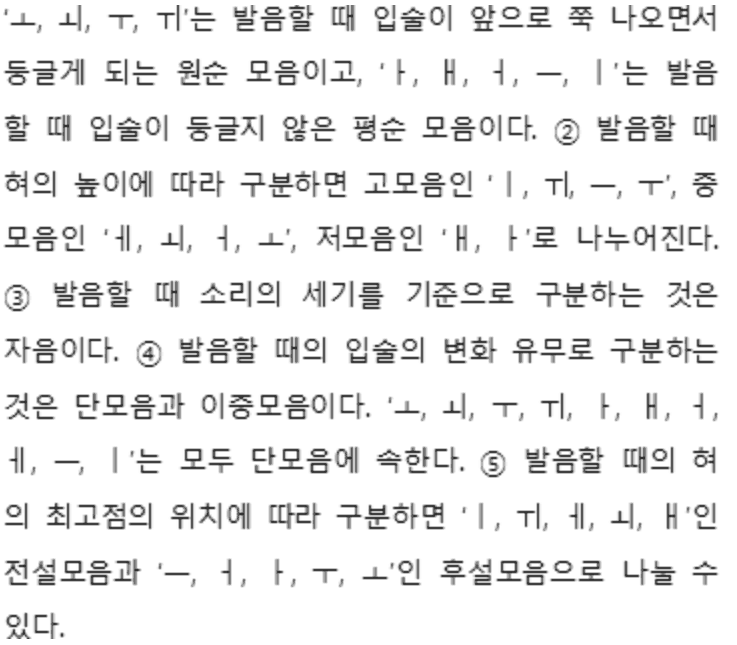 'ㅗ, ㅚ, ㅜ, ㅟ'는 발음할 때 입술이 앞으로 쭉 나오면서
둥글게 되는 원순 모음이고, 'ㅏ, ㅐ, ㅓ, ㅡ, ㅣ'는 발음
할 때 입술이 둥글지 않은 평순 모음이다. ② 발음할 때
혀의 높이에 따라 구분하면 고모음인 'ㅣ, ㅟ, ㅡ, ㅜ', 중
모음인 'ㅔ, ㅚ, ㅓ, ㅗ', 저모음인 'ㅐ, ㅏ'로 나누어진다.
③ 발음할 때 소리의 세기를 기준으로 구분하는 것은
자음이다. ④ 발음할 때의 입술의 변화 유무로 구분하는
것은 단모음과 이중모음이다. 'ㅗ, ㅚ, ㅜ, ㅟ, ㅏ, ㅐ, ㅓ,
ㅔ, ㅡ, ㅣ'는 모두 단모음에 속한다. ⑤ 발음할 때의 혀
의 최고점의 위치에 따라 구분하면 'ㅣ, ㅟ, ㅔ, ㅚ, ㅐ'인
전설모음과 'ㅡ, ㅓ, ㅏ, ㅜ, ㅗ'인 후설모음으로 나눌 수
있다.